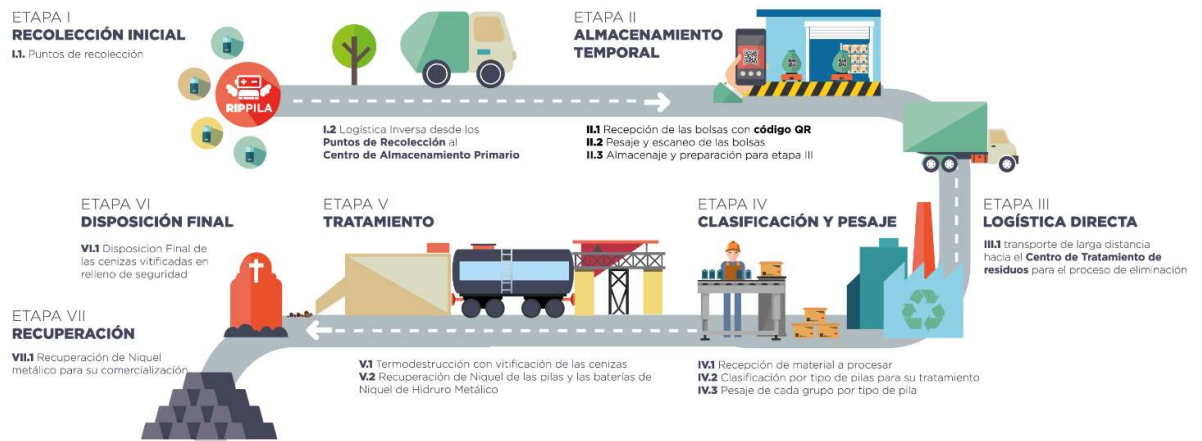 ETAPA I
RECOLECCIÓN INICIAL
I.1. Puntos de recolección
RIPPILA
I.2 Logística Inversa desde los
Puntos de Recolección al
Centro de Almacenamiento Primario
ETAPA II
ALMACENAMIENTO
TEMPORAL
II.1 Recepción de las bolsas con código QR
II.2 Pesaje y escaneo de las bolsas
II.3 Almacenaje y preparación para etapa III
ETAPA III
LOGÍSTICA DIRECTA
III.1 transporte de larga distancia
hacia el Centro de Tratamiento de
residuos para el proceso de eliminación
ETAPA IV
CLASIFICACIÓN Y PESAJE
IV.1 Recepción de material a procesar
IV.2 Clasificación por tipo de pilas para su tratamiento
IV.3 Pesaje de cada grupo por tipo de pila
ETAPA V
TRATAMIENTO
V.1 Termodestrucción con vitificación de las cenizas
V.2 Recuperación de Niquel de las pilas y las baterías de
Niquel de Hidruro Metálico
ETAPA VI
DISPOSICIÓN FINAL
VI.1 Disposicion Final de
las cenizas vitificadas en
relleno de seguridad
ETAPA VII
RECUPERACIÓN
VII.1 Recuperación de Niquel
metálico para su comercialización